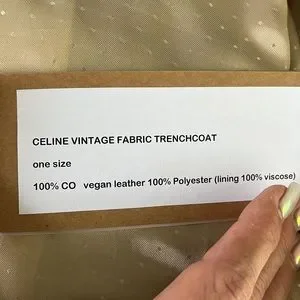 CELINE VINTAGE FABRIC TRENCHCOAT
one size
100% CO vegan leather 100% Polyester (lining 100% viscose)